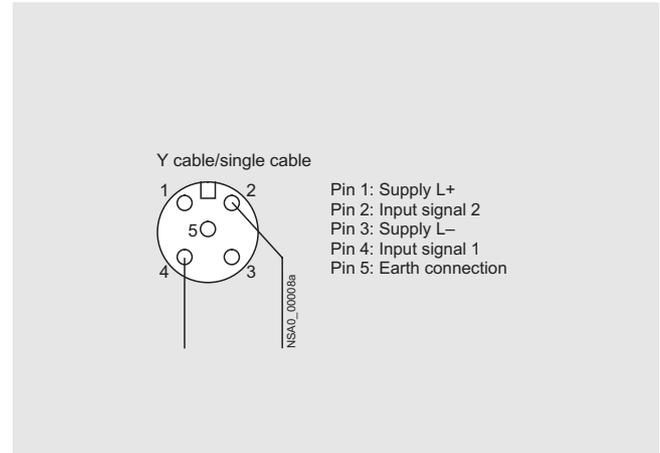 Y cable/single cable
1
2
5
4
3
Pin 1: Supply L+
Pin 2: Input signal 2
Pin 3: Supply L–
Pin 4: Input signal 1
Pin 5: Earth connection
NSA0_00008a